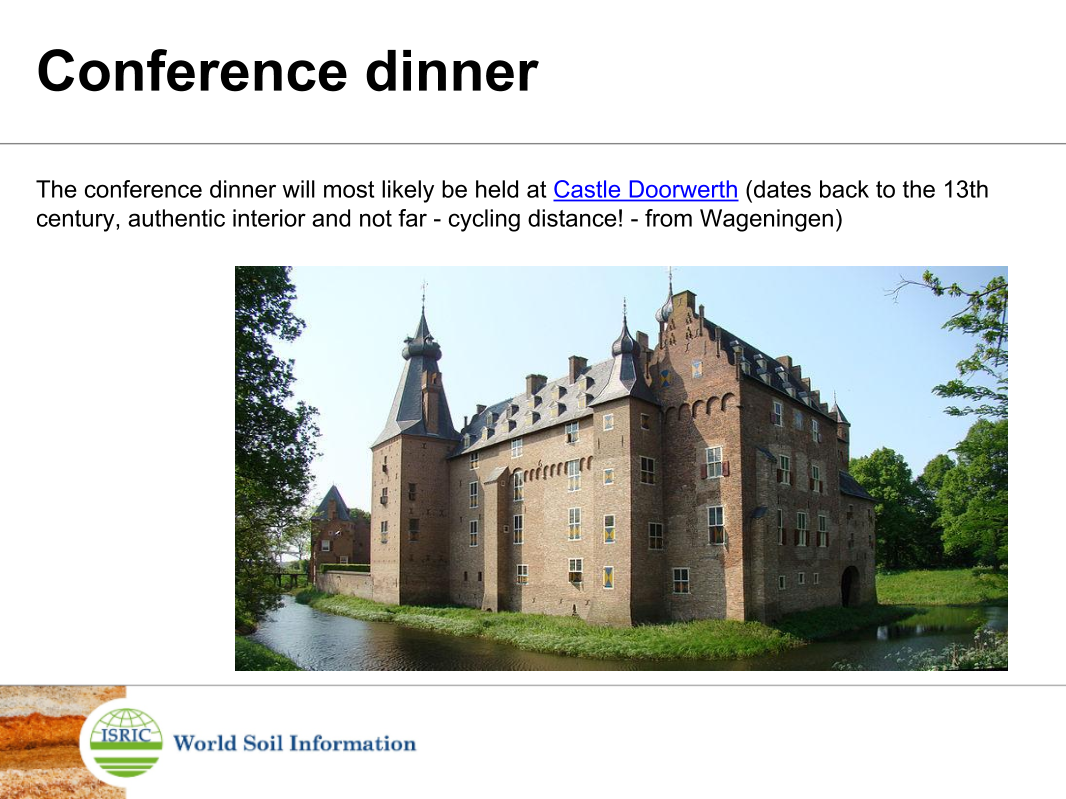 Conference dinner
The conference dinner will most likely be held at Castle Doorwerth (dates back to the 13th
century, authentic interior and not far - cycling distance! - from Wageningen)
ISRIC
World Soil Information